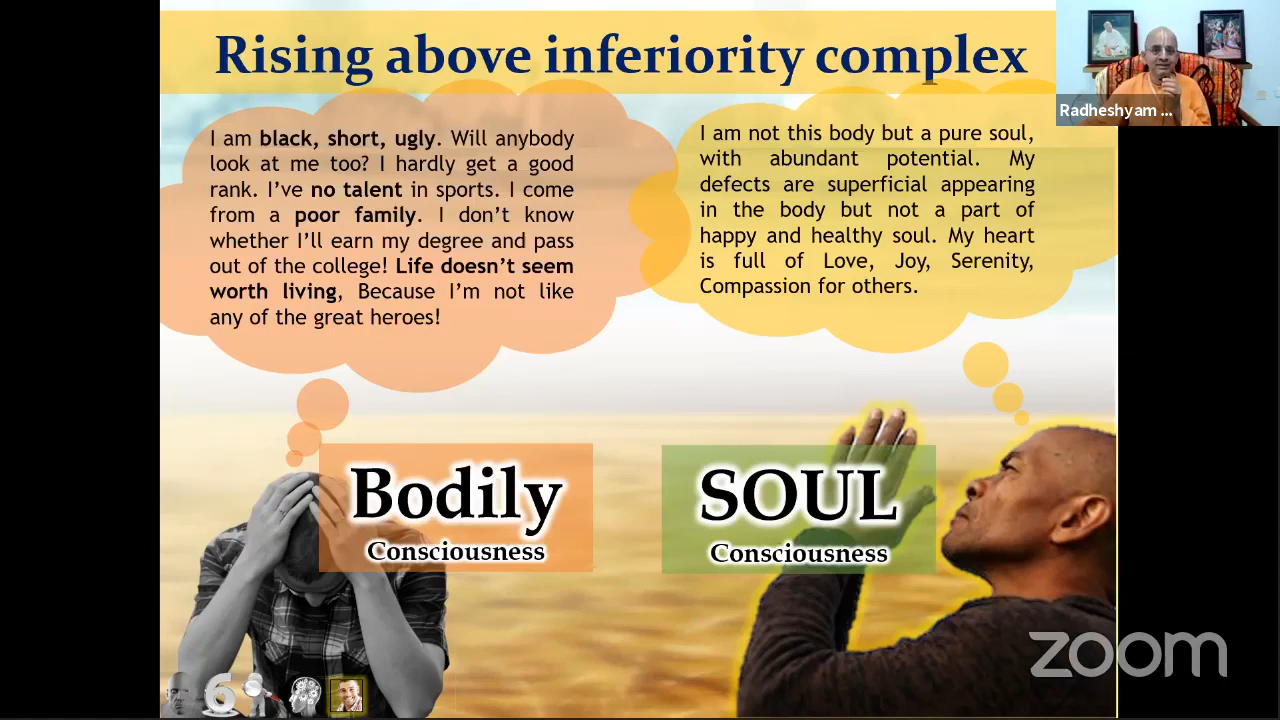 Rising above inferiority complex
Radheshyam ...
I am black, short, ugly. Will anybody
look at me too? I hardly get a good
rank. I've no talent in sports. I come
from a poor family. I don't know
whether I'll earn my degree and pass
out of the college! Life doesn't seem
worth living, Because I'm not like
any of the great heroes!
I am not this body but a pure soul,
with abundant potential. My
defects are superficial appearing
in the body but not a part of
happy and healthy soul. My heart
is full of Love, Joy, Serenity,
Compassion for others.
Bodily
Consciousness
SOUL
Consciousness
6
zoom